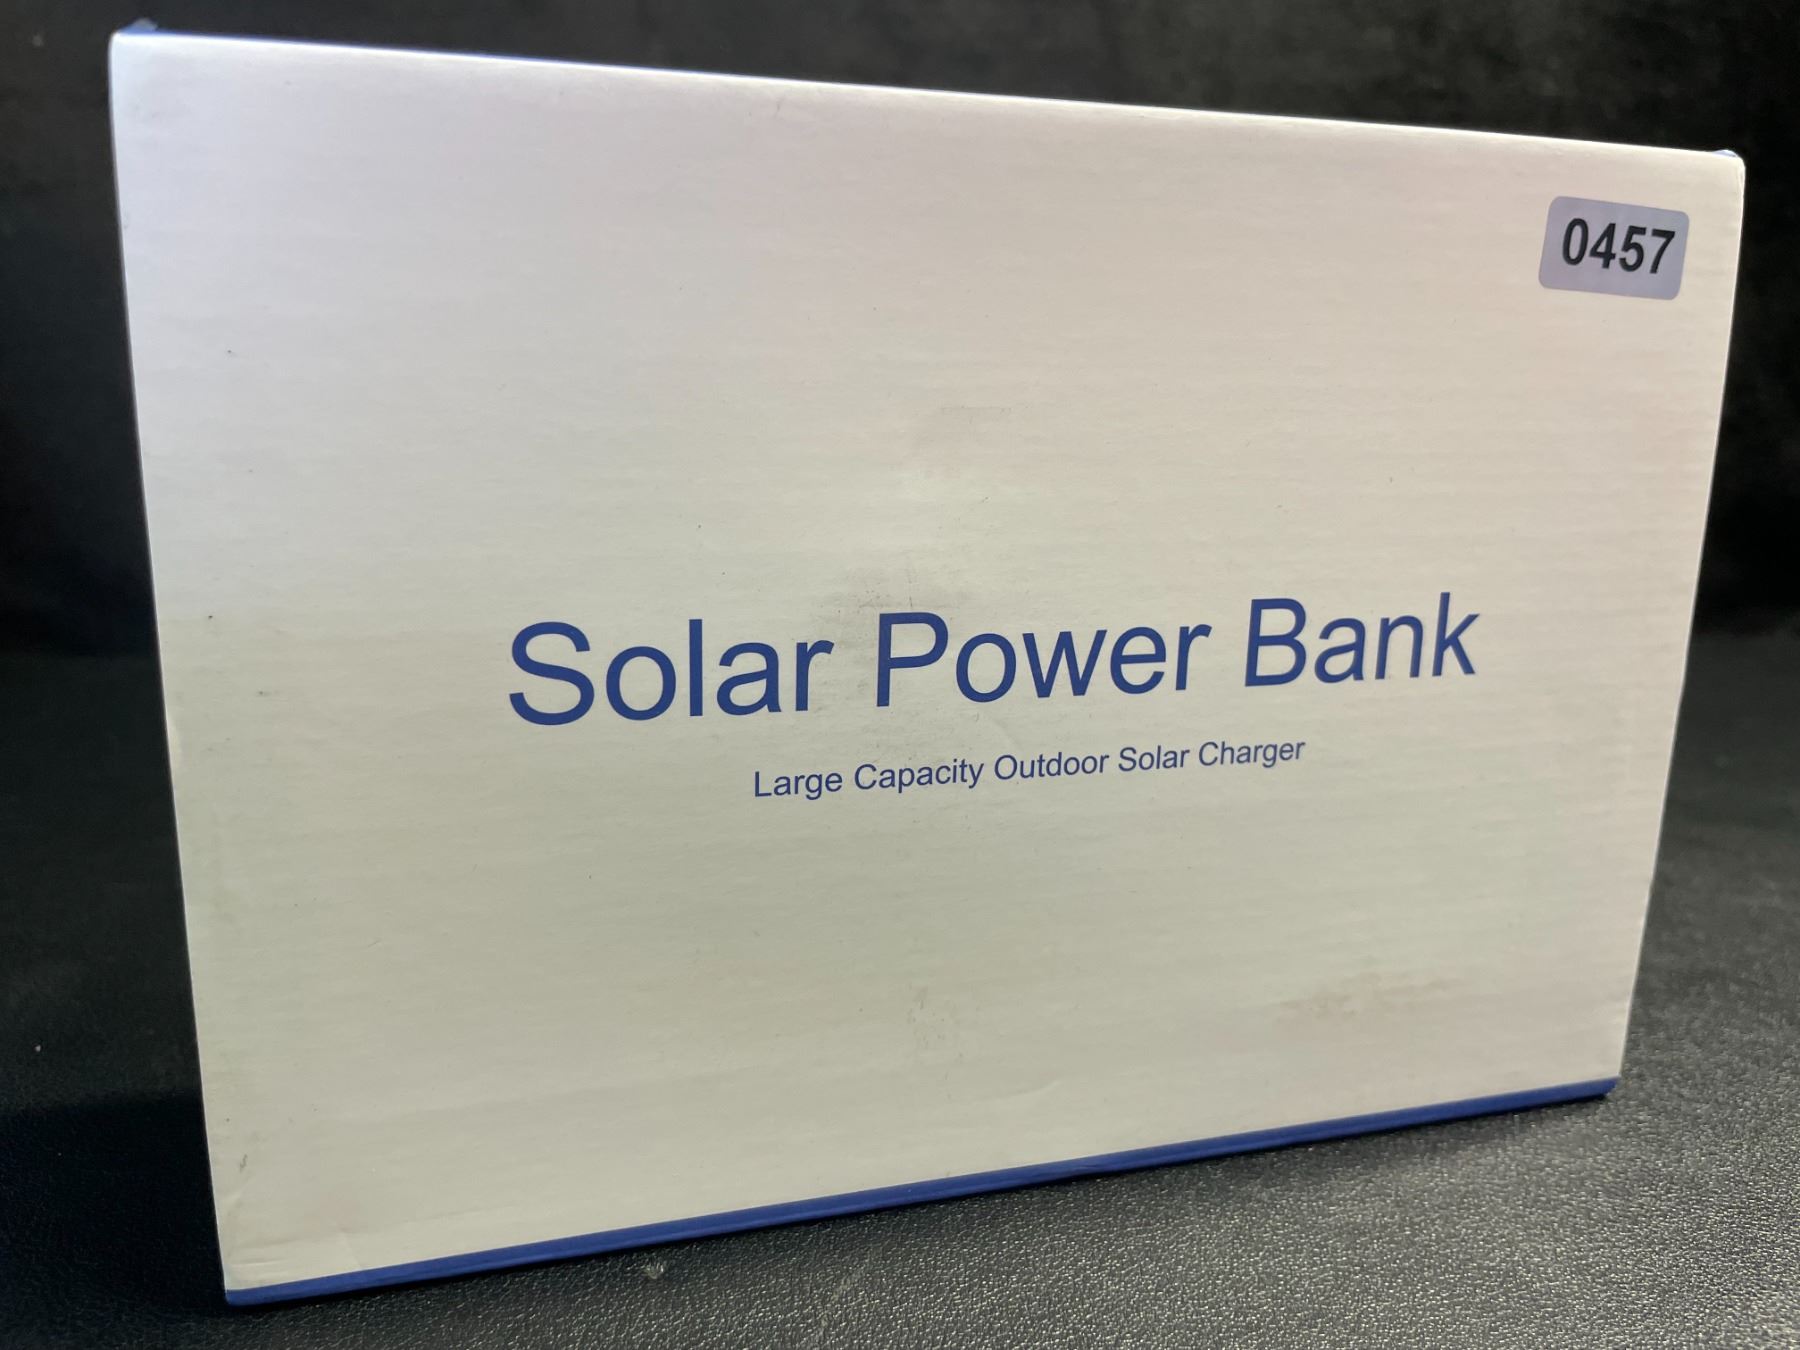 0457
Solar Power Bank
Large Capacity Outdoor Solar Charger